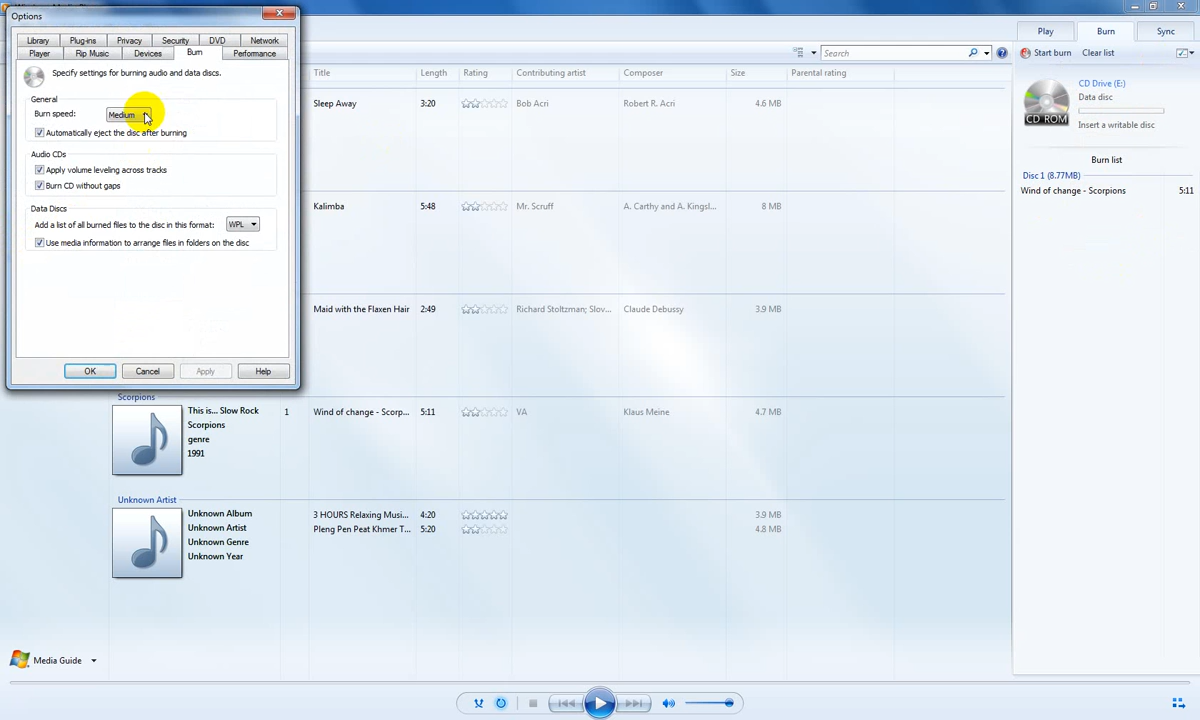 Options
Library Plug-ins Privacy Security DVD Network
Player Rip Music Devices Burn Performance
Specify settings for burning audio and data discs.
General
Burn speed: Medium
Automatically eject the disc after burning
Audio CDs
Apply volume leveling across tracks
Burn CD without gaps
Data Discs
Add a list of all burned files to the disc in this format: WPL
Use media information to arrange files in folders on the disc
OK Cancel Apply Help
Search
Play Burn Sync
Start burn Clear list
Title Length Rating Contributing artist Composer Size Parental rating
Sleep Away 3:20 Bob Acri Robert R. Acri 4.6 MB
Kalimba 5:48 Mr. Scruff A. Carthy and A. Kingsl... 8 MB
Maid with the Flaxen Hair 2:49 Richard Stoltzman; Slov... Claude Debussy 3.9 MB
Scorpions
This is... Slow Rock 1 Wind of change - Scorp... 5:11 VA Klaus Meine 4.7 MB
Scorpions
genre
1991
Unknown Artist
Unknown Album 3 HOURS Relaxing Musi... 4:20 3.9 MB
Unknown Artist Pleng Pen Peat Khmer T... 5:20 4.8 MB
Unknown Genre
Unknown Year
CD ROM
CD Drive (E:)
Data disc
Insert a writable disc
Burn list
Disc 1 (8.77MB)
Wind of change - Scorpions 5:11
Media Guide